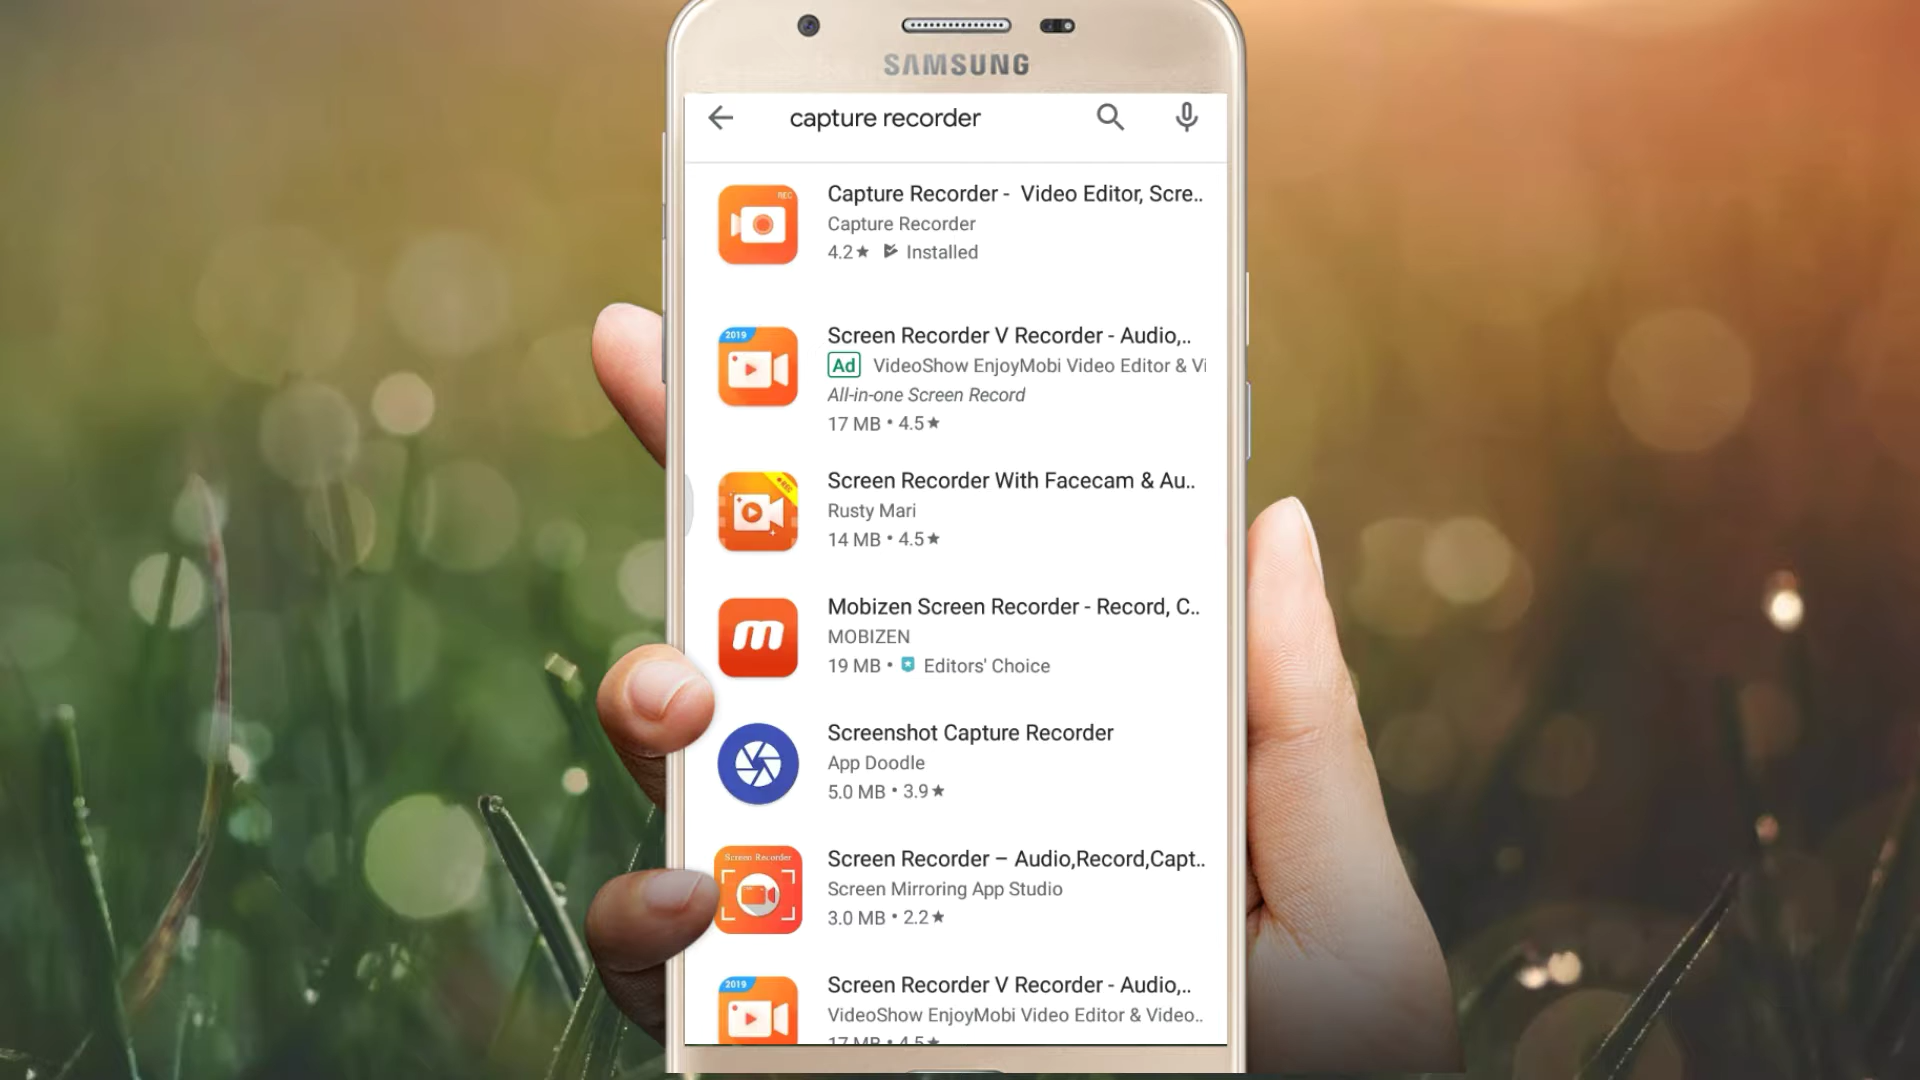 SAMSUNG
capture recorder
REC
Capture Recorder -  Video Editor, Scre..
Capture Recorder
4.2★ Installed
2019
Screen Recorder V Recorder - Audio,..
Ad VideoShow EnjoyMobi Video Editor & Vi
All-in-one Screen Record
17 MB • 4.5★
REC
Screen Recorder With Facecam & Au..
Rusty Mari
14 MB • 4.5★
m
Mobizen Screen Recorder - Record, C..
MOBIZEN
19 MB • Editors' Choice
Screenshot Capture Recorder
App Doodle
5.0 MB • 3.9★
Screen Recorder
Screen Recorder – Audio,Record,Capt..
Screen Mirroring App Studio
3.0 MB • 2.2★
2019
Screen Recorder V Recorder - Audio,..
VideoShow EnjoyMobi Video Editor & Video..
17 MB • 4.5★